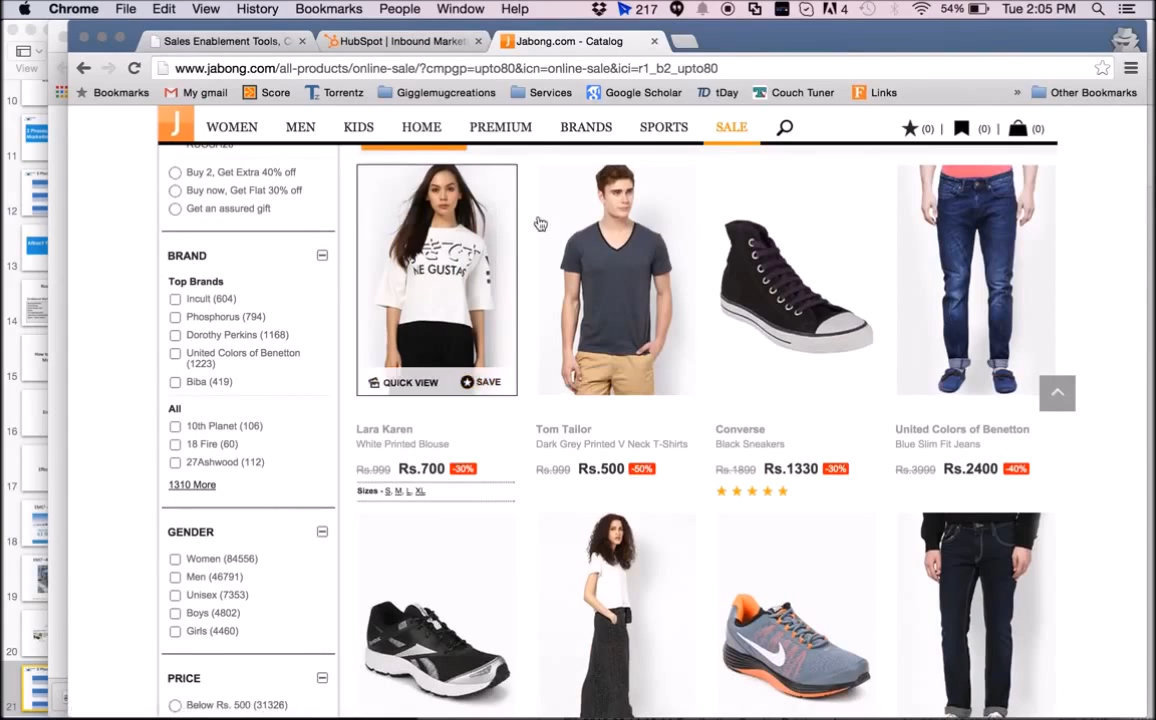 Chrome File Edit View History Bookmarks People Window Help 217 4 54% Tue 2:05 PM
Sales Enablement Tools, C
HubSpot | Inbound Market
Jabong.com - Catalog
www.jabong.com/all-products/online-sale/?cmpgp=upto80&icn=online-sale&ici=r1_b2_upto80
View
Bookmarks My gmail Score Torrentz Gigglemugcreations Services Google Scholar tDay Couch Tuner Links » Other Bookmarks
J WOMEN MEN KIDS HOME PREMIUM BRANDS SPORTS SALE (0) | (0) | (0)
Buy 2, Get Extra 40% off
Buy now, Get Flat 30% off
Get an assured gift
BRAND
Top Brands
Incult (604)
Phosphorus (794)
Dorothy Perkins (1168)
United Colors of Benetton
(1223)
Biba (419)
All
10th Planet (106)
18 Fire (60)
27Ashwood (112)
1310 More
GENDER
Women (84556)
Men (46791)
Unisex (7353)
Boys (4802)
Girls (4460)
PRICE
Below Rs. 500 (31326)
NE GUSTA
QUICK VIEW SAVE
Lara Karen
White Printed Blouse
Rs.999 Rs.700 -30%
Sizes - S, M, L, XL
Tom Tailor
Dark Grey Printed V Neck T-Shirts
Rs.999 Rs.500 -50%
Converse
Black Sneakers
Rs.1899 Rs.1330 -30%
United Colors of Benetton
Blue Slim Fit Jeans
Rs.3999 Rs.2400 -40%
10
11
12
13
14
15
16
17
18
19
20
21